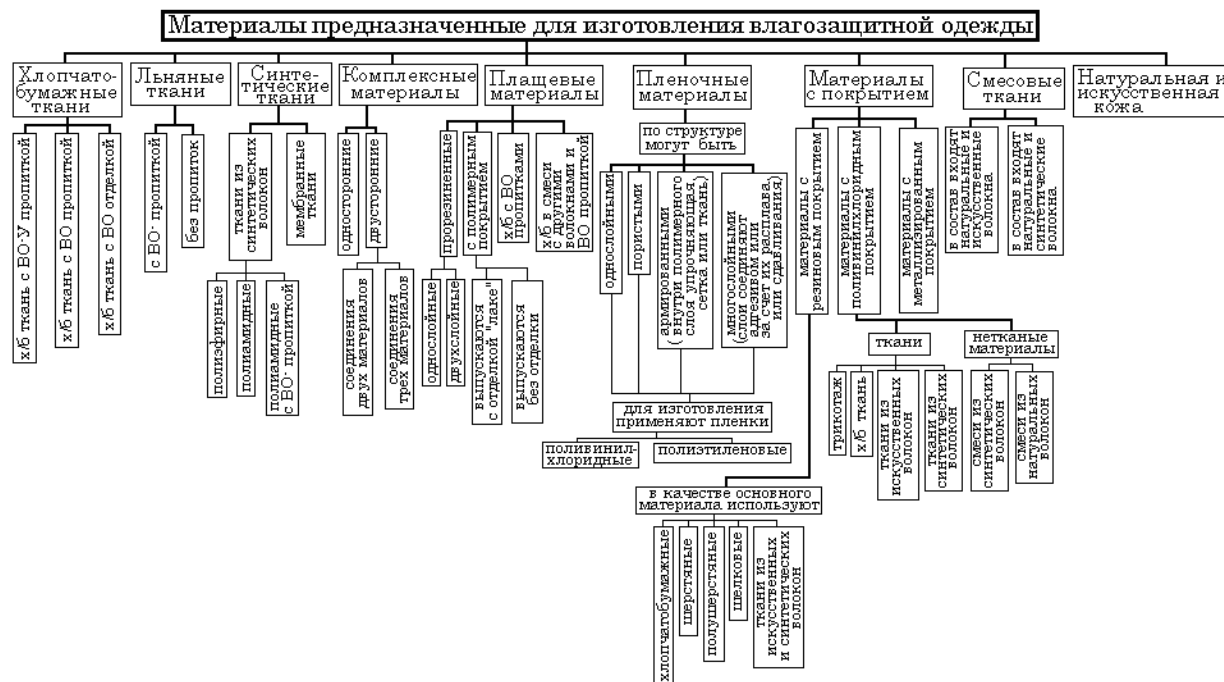 Материалы предназначенные для изготовления влагозащитной одежды
Хлопчато-
бумажные
ткани
Льняные
ткани
Синте-
тические
ткани
Комплексные
материалы
Плащевые
материалы
Пленочные
материалы
Материалы
с покрытием
Смесовые
ткани
Натуральная и
искусственная
кожа
х/б ткань с ВО-У пропиткой
х/б ткань с ВО пропиткой
х/б ткань с ВО отделкой
с ВО- пропиткой
без пропиток
ткани из
синтетических
волокон
мембранные
ткани
полиэфирные
полиамидные
полиамидные
с ВО- пропиткой
односторонние
двусторонние
соединения
двух материалов
соединения
трех материалов
прорезиненные
с полимерным
покрытием
х/б с ВО
пропитками
х/б в смеси
с другими
волокнами и
ВО пропиткой
однослойные
двухслойные
выпускаются
с отделкой "лаке"
выпускаются
без отделки
по структуре
могут быть
однослойными
пористыми
армированными
(внутри полимерного
слоя упрочняющая
сетка или ткань)
многослойными
(слои соединяют
адгезивом или
за счет их расплава
или сдавливания)
для изготовления
применяют пленки
поливинил-
хлоридные
полиэтиленовые
материалы с
резиновым покрытием
материалы с
поливинилхлоридным
покрытием
материалы с
металлизированным
покрытием
ткани
нетканые
материалы
трикотаж
х/б ткань
ткани из
искусственных
волокон
ткани из
синтетических
волокон
смеси из
синтетических
волокон
смеси из
натуральных
волокон
в качестве основного
материала используют
хлопчатобумажные
шерстяные
полушерстяные
шелковые
ткани из
искусственных
и синтетических
волокон
в состав входят
натуральные и
искусственные
волокна
в состав входят
натуральные и
синтетические
волокна